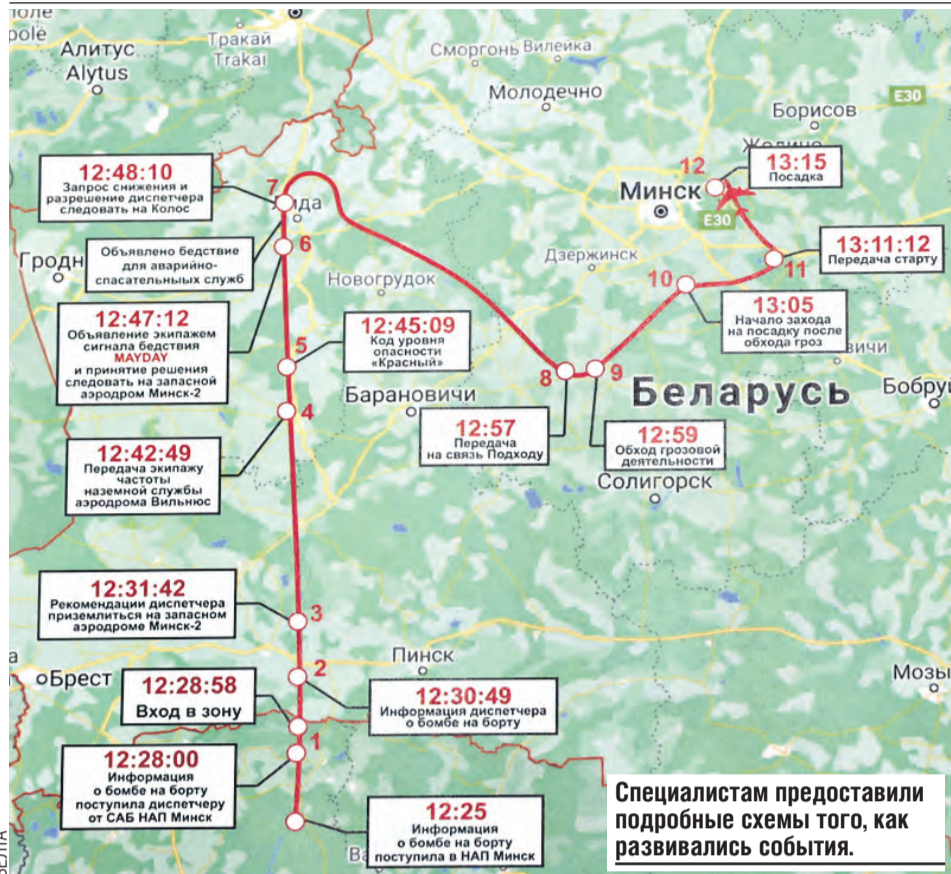 Алитус
Alytus
Тракай
Trakai
Сморгонь
Вилейка
Молодечно
E30
Борисов
12:48:10
Запрос снижения и
разрешение диспетчера
следовать на Колос
7
12
13:15
Посадка
Минск
E30
Объявлено бедствие
для аварийно-
спасательныых служб
6
Гродн
Новогрудок
Дзержинск
10
11
13:11:12
Передача старту
12:47:12
Объявление экипажем
сигнала бедствия
MAYDAY
и принятие решения
следовать на запасной
аэродром Минск-2
5
12:45:09
Код уровня
опасности
«Красный»
13:05
Начало захода
на посадку после
обхода гроз
вичи
8
9
4
Барановичи
Беларусь
Бобруй
12:57
Передача
на связь Подходу
12:59
Обход грозовой
деятельности
12:42:49
Передача экипажу
частоты
наземной службы
аэродрома Вильнюс
Солигорск
12:31:42
Рекомендации диспетчера
приземлиться на запасном
аэродроме Минск-2
3
а
Брест
12:28:58
Вход в зону
2
Пинск
12:30:49
Информация диспетчера
о бомбе на борту
Мозы
1
12:28:00
Информация
о бомбе на борту
поступила диспетчеру
от САБ НАП Минск
12:25
Информация
о бомбе на борту
поступила в НАП Минск
Специалистам предоставили
подробные схемы того, как
развивались события.
БЕЛТА